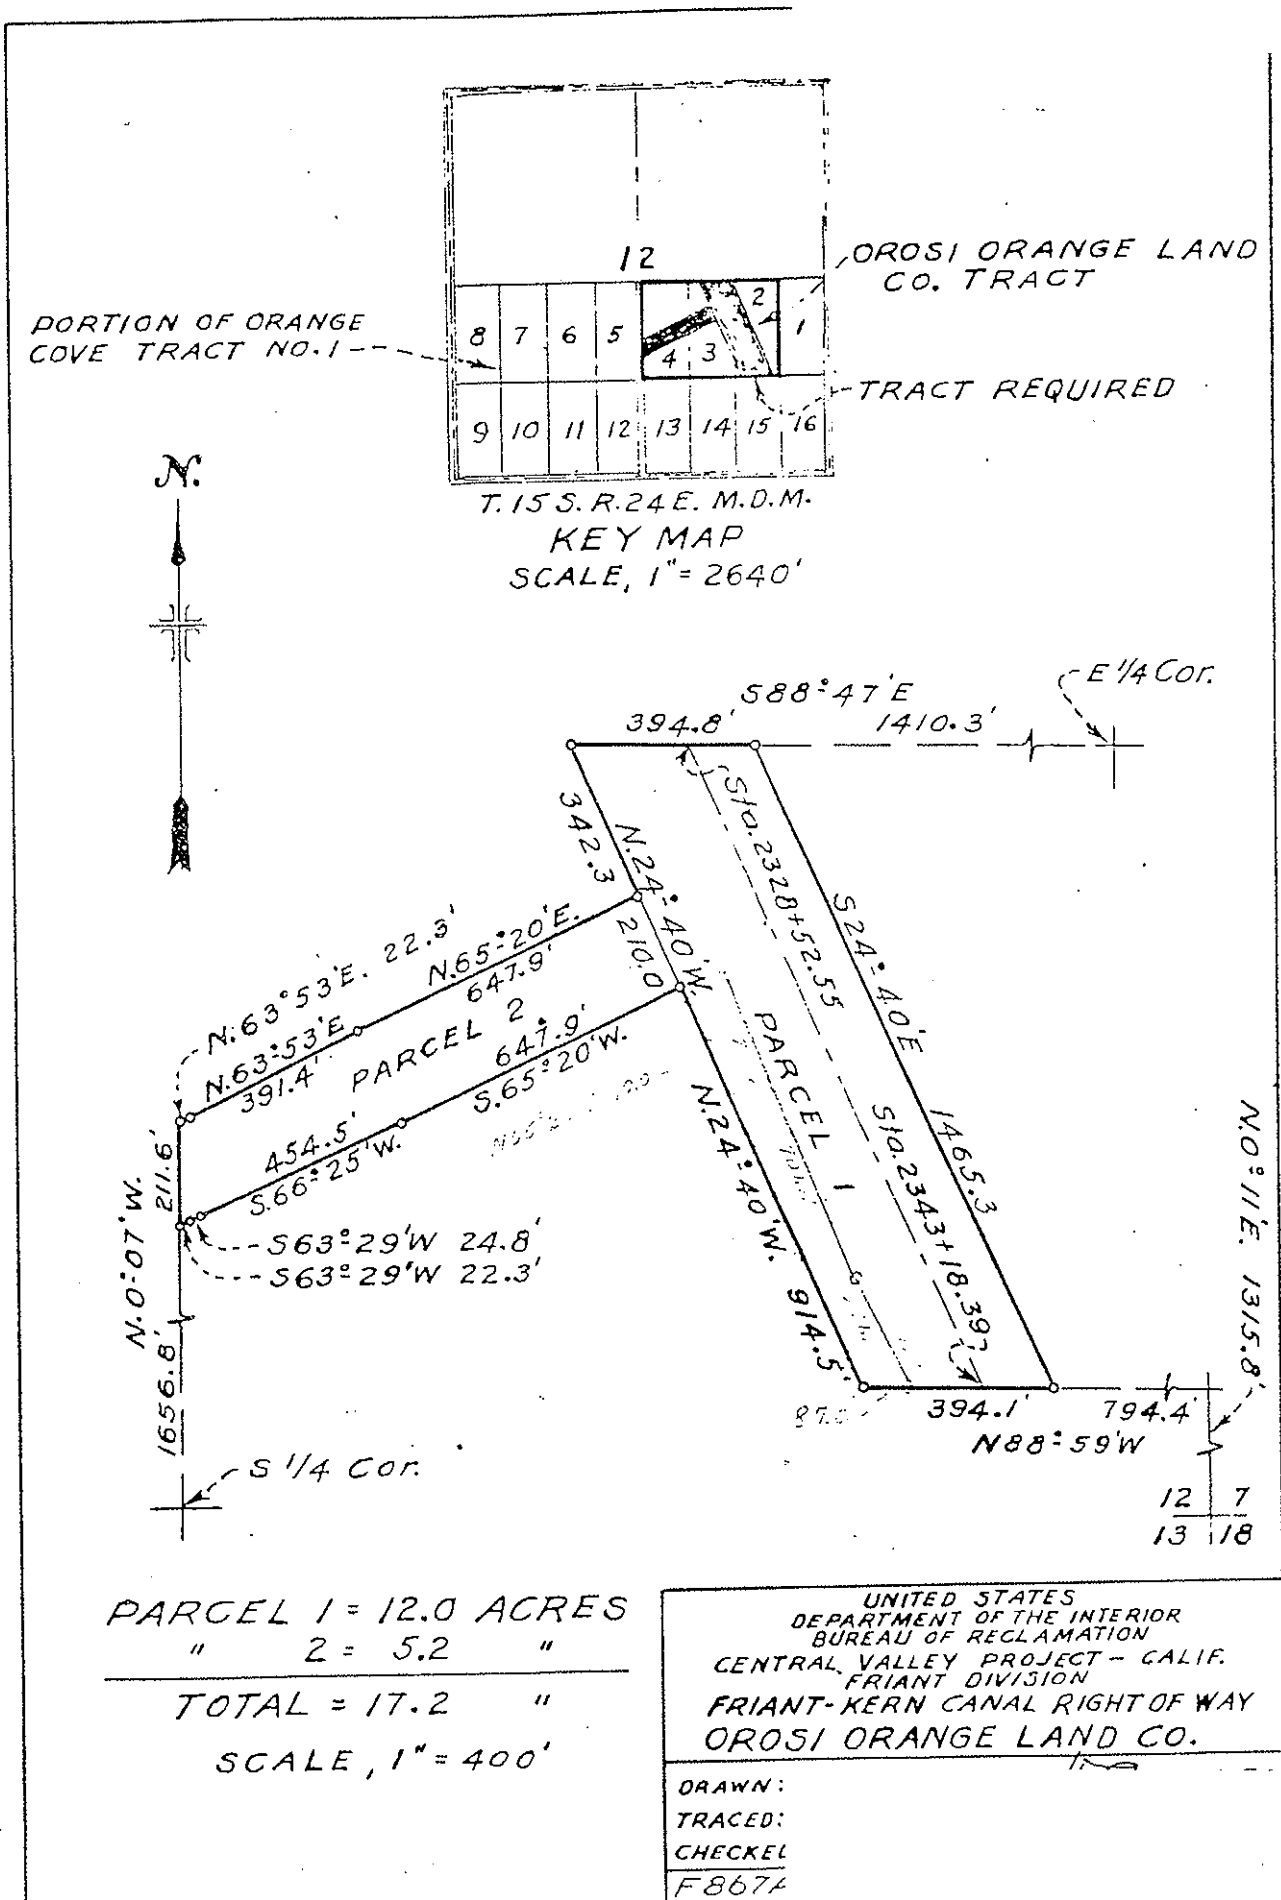 12
OROSI ORANGE LAND
CO. TRACT
PORTION OF ORANGE
COVE TRACT NO. 1
8 7 6 5 4 3 2 1
TRACT REQUIRED
9 10 11 12 13 14 15 16
T. 15 S. R. 24 E. M.D.M.
KEY MAP
SCALE, 1" = 2640'
N.
E 1/4 Cor.
S88°47'E
394.8' 1410.3'
342.3
N.24°40'W.
210.0
Sta. 2328+52.55
S24°40'E
1465.3
N.63°53'E. 22.3'
N.65°20'E.
647.9'
N.63°53'E
391.4'
PARCEL 2
647.9'
S.65°20'W.
454.5'
S.66°25'W.
211.6'
N.0°07'W.
S63°29'W 24.8'
S63°29'W 22.3'
1656.8'
S 1/4 Cor.
PARCEL 1
N.24°40'W. 914.5'
Sta. 2343+18.39
N.0°11'E. 1315.8'
394.1' 794.4'
N88°59'W
12 7
13 18
PARCEL 1 = 12.0 ACRES
" 2 = 5.2 "
TOTAL = 17.2 "
SCALE, 1" = 400'
UNITED STATES
DEPARTMENT OF THE INTERIOR
BUREAU OF RECLAMATION
CENTRAL VALLEY PROJECT - CALIF.
FRIANT DIVISION
FRIANT-KERN CANAL RIGHT OF WAY
OROSI ORANGE LAND CO.
DRAWN:
TRACED:
CHECKE
F867A